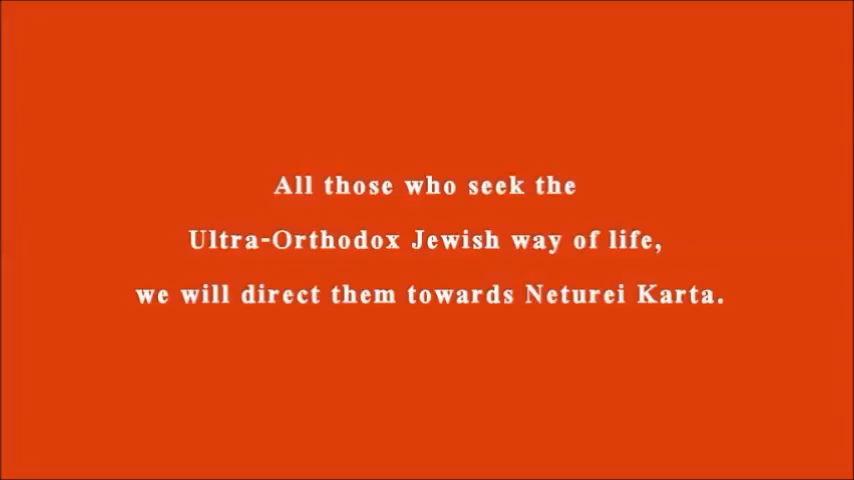 All those who seek the
Ultra-Orthodox Jewish way of life,
we will direct them towards Neturei Karta.